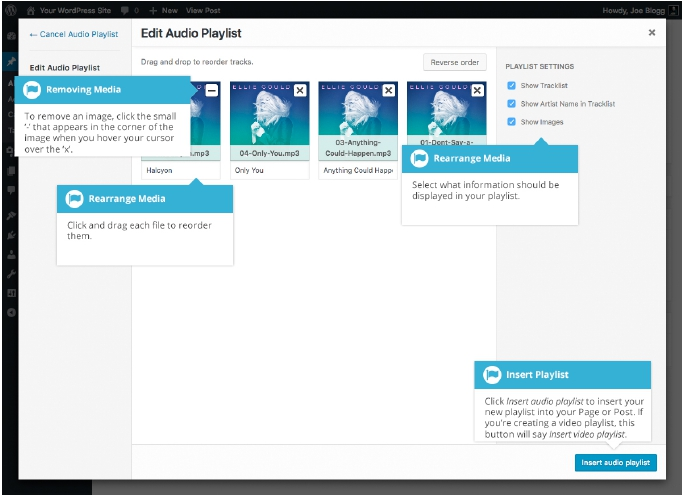 Your WordPress Site
0
New
View Post
Howdy, Joe Blogg
← Cancel Audio Playlist
Edit Audio Playlist
Edit Audio Playlist
Drag and drop to reorder tracks.
Reverse order
Removing Media
To remove an image, click the small
'-' that appears in the corner of the
image when you hover your cursor
over the 'x'.
ELLIE GOULD
ELLIE GOULD
ELLIE GOULD
.mp3
04-Only-You.mp3
03-Anything-
Could-Happen.mp3
01-Dont-Say-a-
Halcyon
Only You
Anything Could Happ
PLAYLIST SETTINGS
Show Tracklist
Show Artist Name in Tracklist
Show Images
Rearrange Media
Click and drag each file to reorder
them.
Rearrange Media
Select what information should be
displayed in your playlist.
Insert Playlist
Click Insert audio playlist to insert your
new playlist into your Page or Post. If
you're creating a video playlist, this
button will say Insert video playlist.
Insert audio playlist